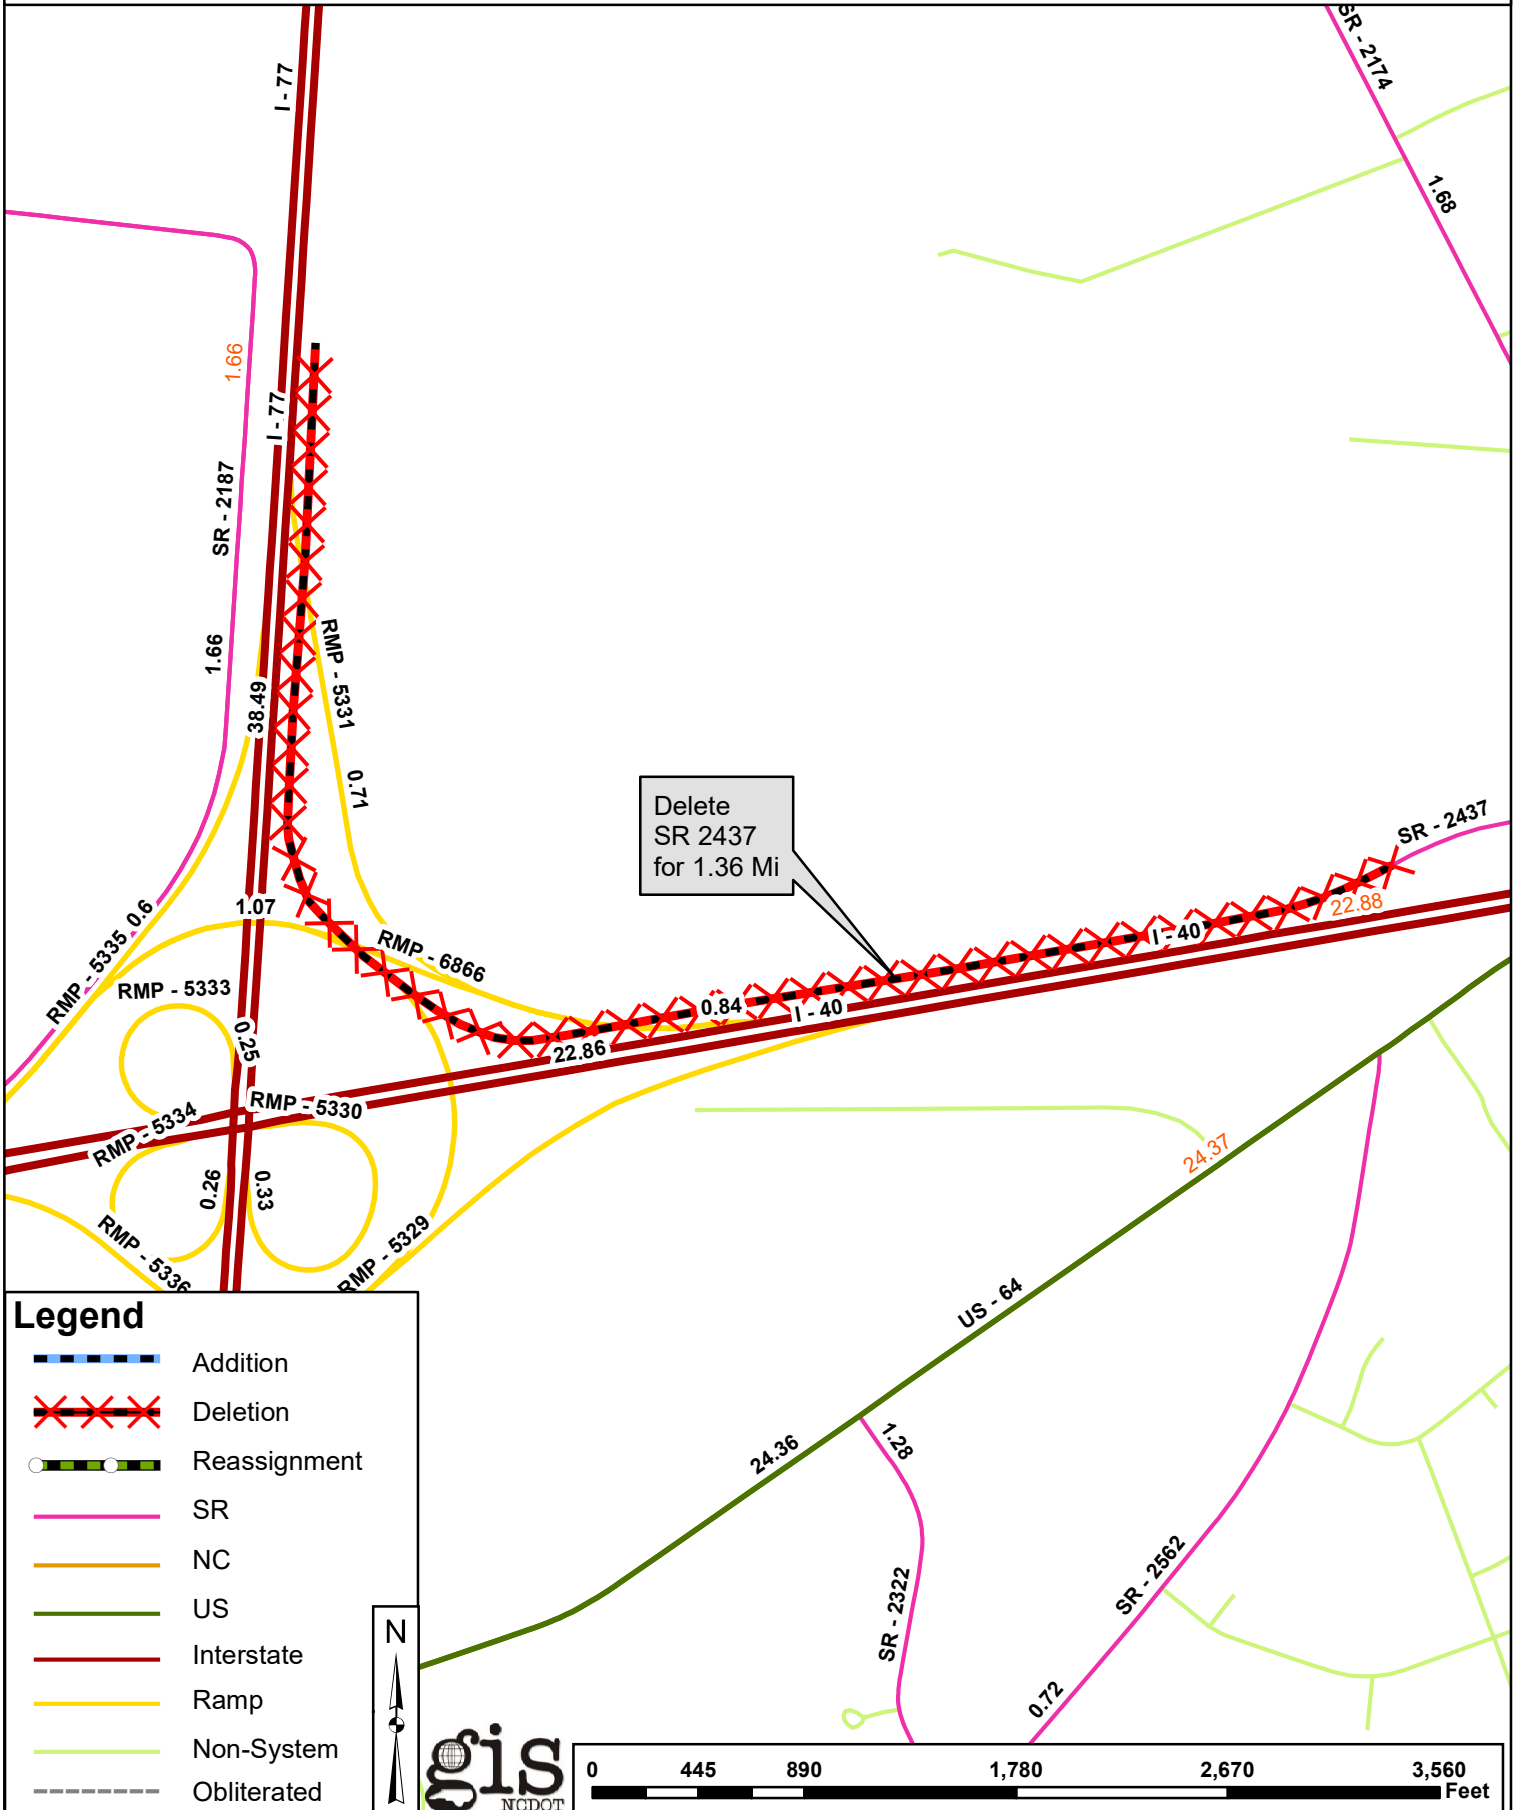 I - 77
SR - 2174
1.68
1.66
I - 77
SR - 2187
1.66
RMP - 5331
38.49
0.71
Delete
SR 2437
for 1.36 Mi
SR - 2437
22.88
0.6
1.07
RMP - 5335
RMP - 6866
I - 40
RMP - 5333
0.84
I - 40
0.25
22.86
RMP - 5330
RMP - 5334
24.37
0.26
0.33
RMP - 5336
RMP - 5329
US - 64
24.36
1.28
SR - 2322
SR - 2562
0.72
Legend
Addition
Deletion
Reassignment
SR
NC
US
Interstate
Ramp
Non-System
Obliterated
N
gis
NCDOT
0 445 890 1,780 2,670 3,560
Feet